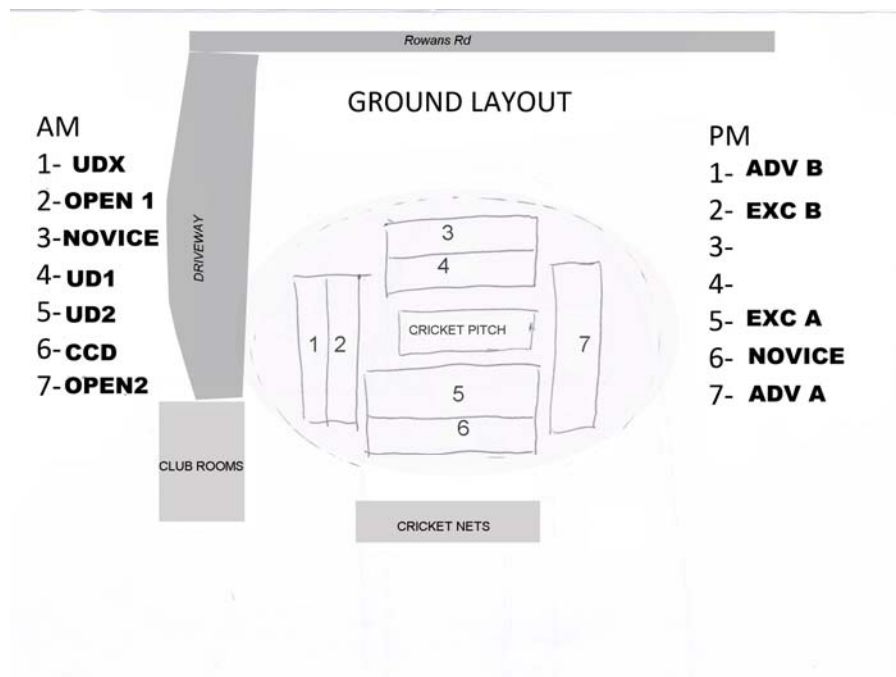 Rowans Rd
GROUND LAYOUT
AM
1- UDX
2-OPEN 1
3-NOVICE
4- UD1
5- UD2
6- CCD
7-OPEN2
DRIVEWAY
3
4
1 2
CRICKET PITCH
7
5
6
CLUB ROOMS
CRICKET NETS
PM
1- ADV B
2- EXC B
3-
4-
5- EXC A
6- NOVICE
7- ADV A